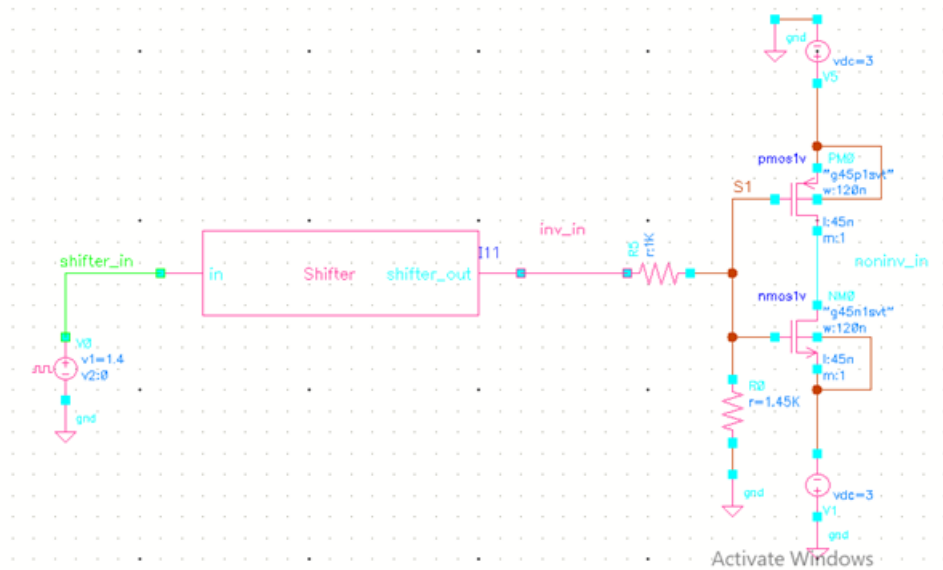 gnd
vdc=3
V5
pmos1v
PM0
"g45p1svt"
w:120n
S1
l:45n
m:1
inv_in
I11
R5
r:1K
shifter_in
in
Shifter
shifter_out
noninv_in
nmos1v
NM0
"g45n1svt"
w:120n
l:45n
m:1
V0
v1=1.4
v2:0
gnd
R0
r=1.45K
gnd
vdc=3
V1
gnd
Activate Windows